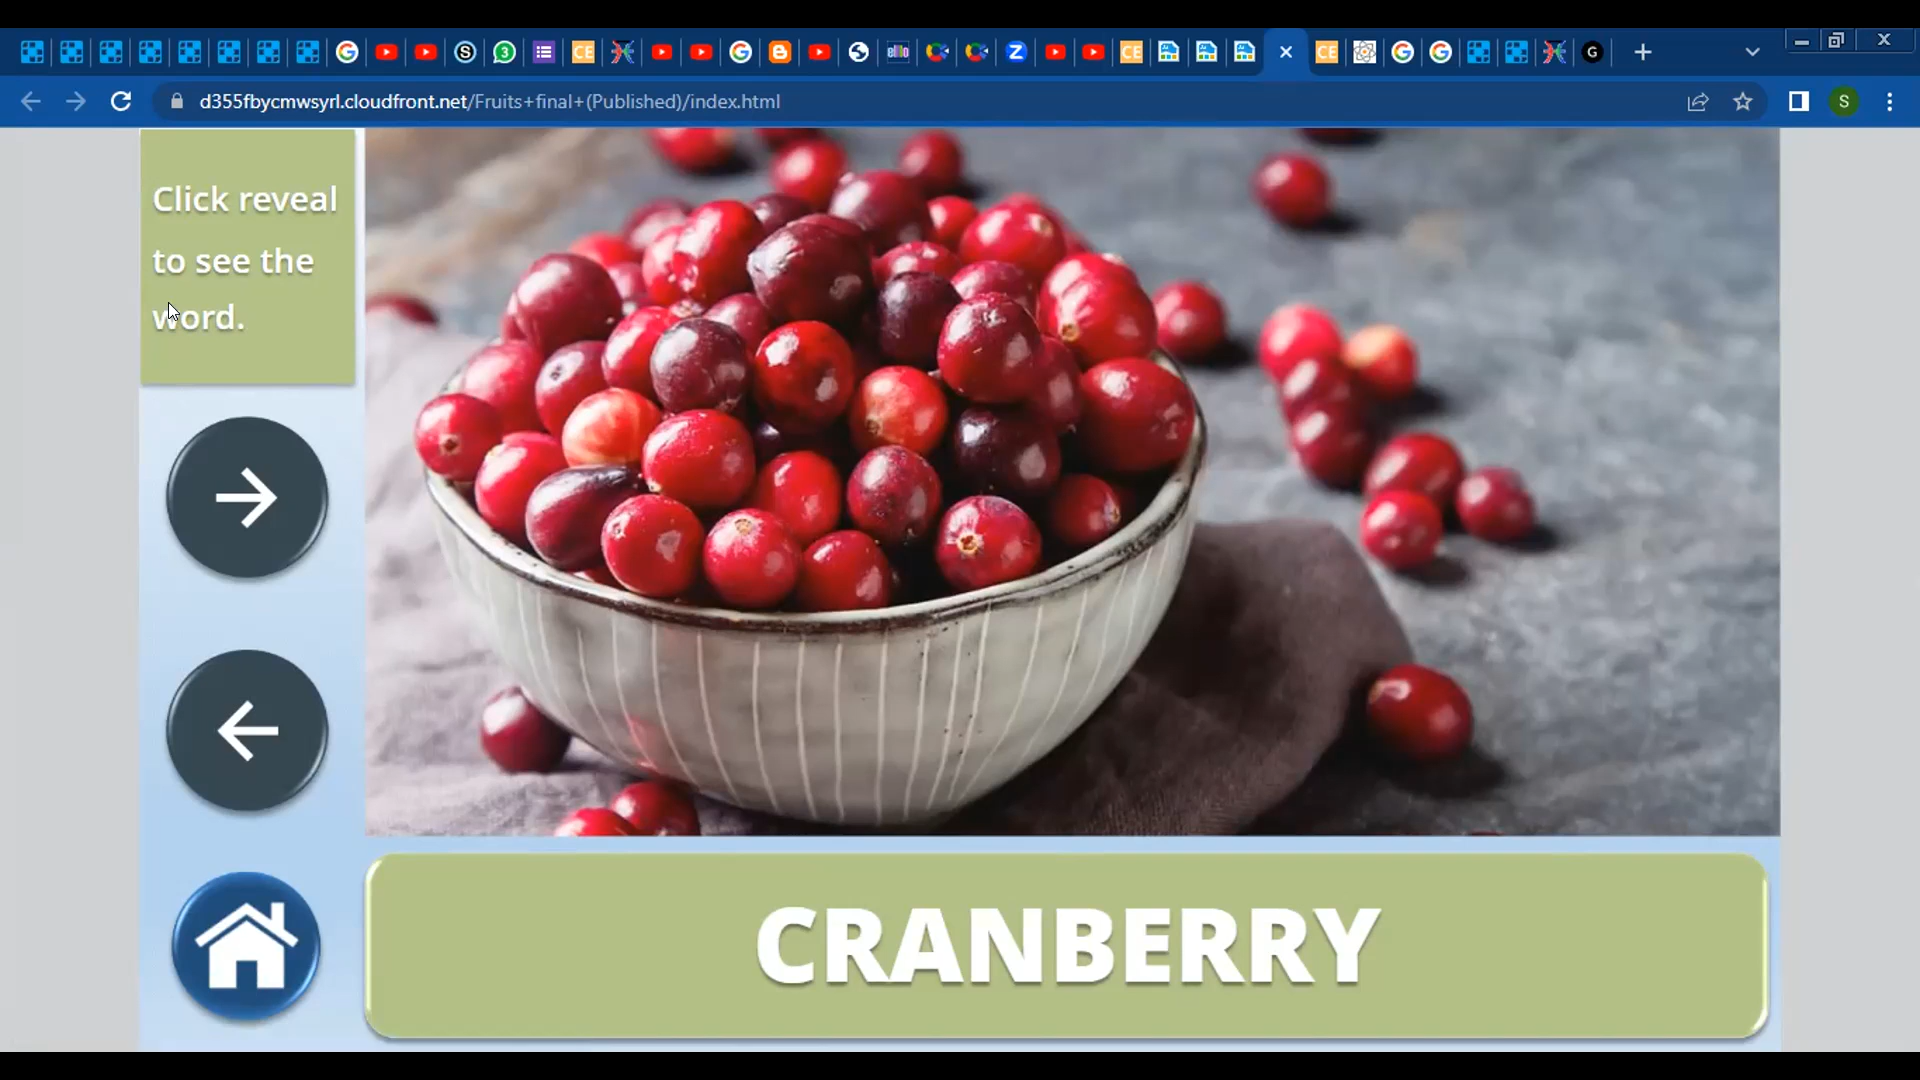 d355fbycmwsyrl.cloudfront.net/Fruits+final+(Published)/index.html
S
Click reveal
to see the
word.
CRANBERRY